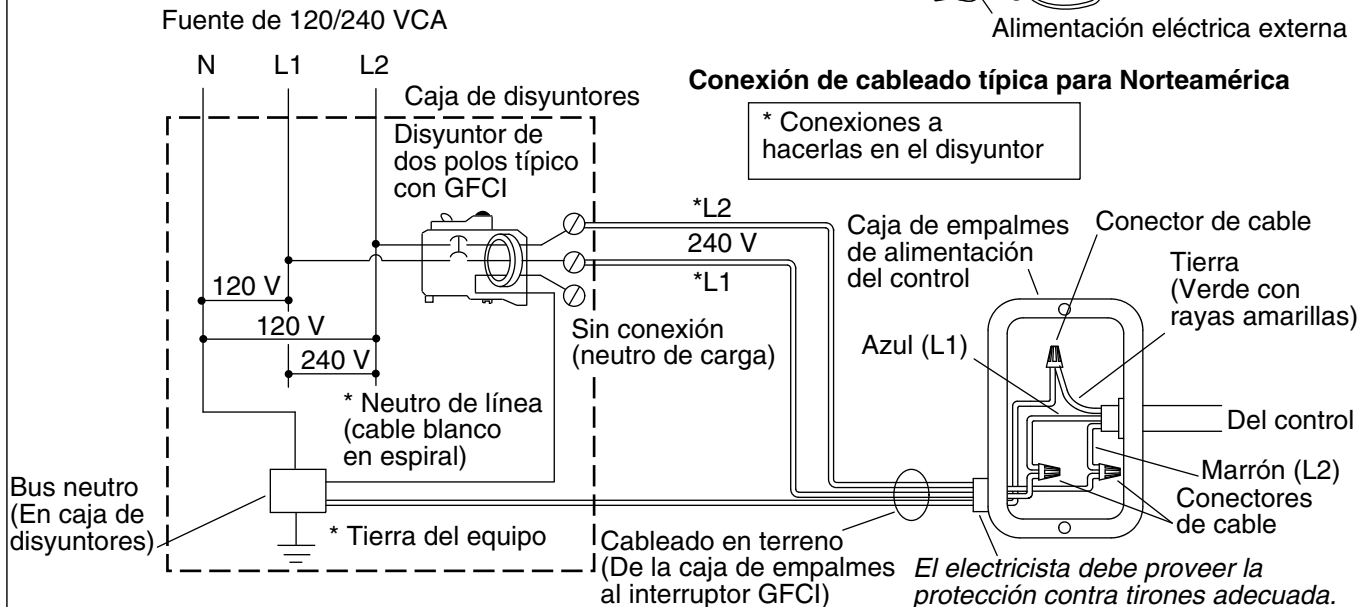 Alimentación eléctrica externa
Fuente de 120/240 VCA
N L1 L2
Conexión de cableado típica para Norteamérica
* Conexiones a
hacerlas en el disyuntor
Caja de disyuntores
Disyuntor de
dos polos típico
con GFCI
*L2
240 V
*L1
120 V
120 V
240 V
Sin conexión
(neutro de carga)
* Neutro de línea
(cable blanco
en espiral)
Bus neutro
(En caja de
disyuntores)
* Tierra del equipo
Cableado en terreno
(De la caja de empalmes
al interruptor GFCI)
Caja de empalmes
de alimentación
del control
Conector de cable
Tierra
(Verde con
rayas amarillas)
Azul (L1)
Del control
Marrón (L2)
Conectores
de cable
El electricista debe proveer la
protección contra tirones adecuada.